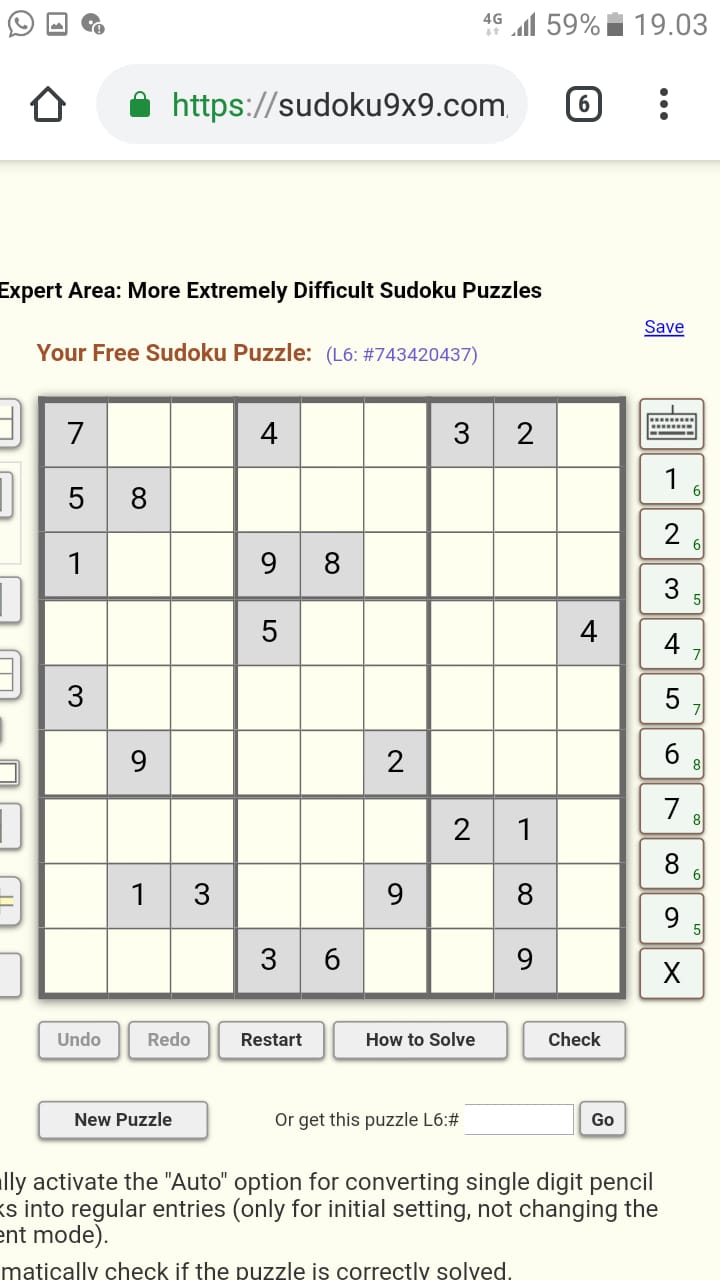 4G 59% 19.03
https://sudoku9x9.com 6
Expert Area: More Extremely Difficult Sudoku Puzzles
Save
Your Free Sudoku Puzzle: (L6: #743420437)
7 4 3 2
5 8
1 6
1 9 8
2 6
3 5
5 4
4 7
3
5 7
9 2
6 8
2 1
7 8
1 3 9 8
8 6
9 5
3 6 9
X
Undo Redo Restart How to Solve Check
New Puzzle Or get this puzzle L6:# Go
lly activate the "Auto" option for converting single digit pencil
ks into regular entries (only for initial setting, not changing the
ent mode).
matically check if the puzzle is correctly solved.